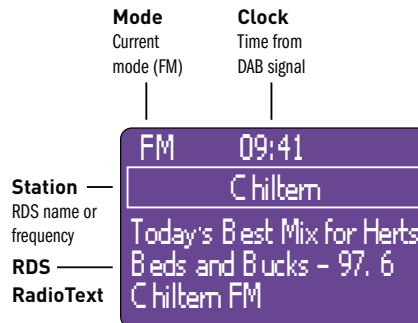 Mode
Current
mode (FM)
Clock
Time from
DAB signal
FM 09:41
Chiltern
Station
RDS name or
frequency
RDS
RadioText
Today's Best Mix for Herts
Beds and Bucks - 97. 6
Chiltern FM